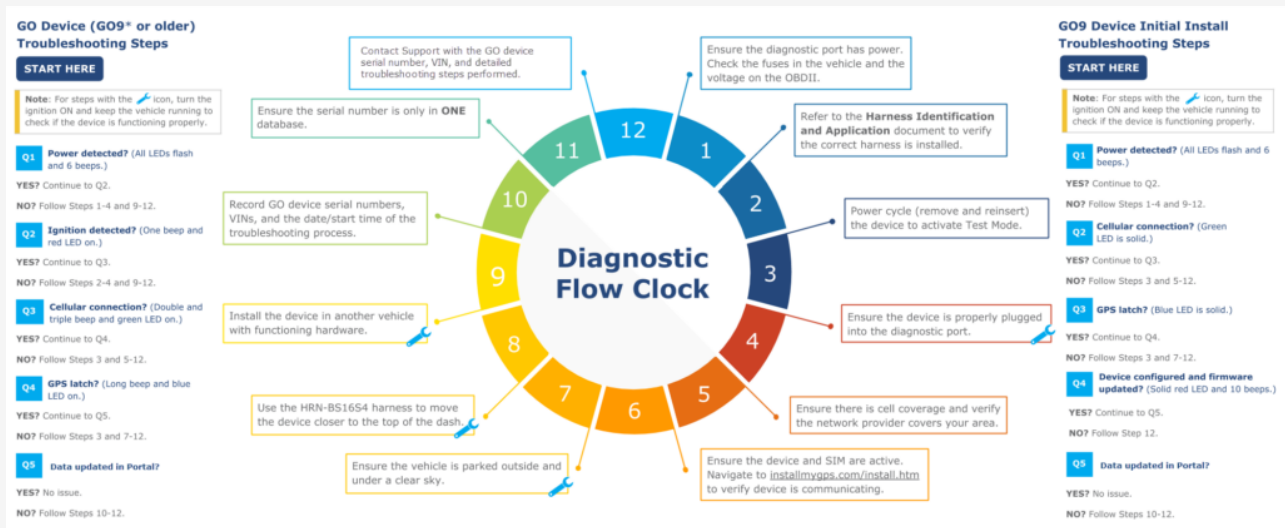 GO Device (GO9* or older)
Troubleshooting Steps
START HERE
Note: For steps with the icon, turn the
ignition ON and keep the vehicle running to
check if the device is functioning properly.
Q1
Power detected? (All LEDs flash
and 6 beeps.)
YES? Continue to Q2.
NO? Follow Steps 1-4 and 9-12.
Q2
Ignition detected? (One beep and
red LED on.)
YES? Continue to Q3.
NO? Follow Steps 2-4 and 9-12.
Q3
Cellular connection? (Double and
triple beep and green LED on.)
YES? Continue to Q4.
NO? Follow Steps 3 and 5-12.
Q4
GPS latch? (Long beep and blue
LED on.)
YES? Continue to Q5.
NO? Follow Steps 3 and 7-12.
Q5
Data updated in Portal?
YES? No issue.
NO? Follow Steps 10-12.
Diagnostic
Flow Clock
12
1
2
3
4
5
6
7
8
9
10
11
Contact Support with the GO device
serial number, VIN, and detailed
troubleshooting steps performed.
Ensure the diagnostic port has power.
Check the fuses in the vehicle and the
voltage on the OBDII.
Refer to the Harness Identification
and Application document to verify
the correct harness is installed.
Power cycle (remove and reinsert)
the device to activate Test Mode.
Ensure the device is properly plugged
into the diagnostic port.
Ensure there is cell coverage and verify
the network provider covers your area.
Ensure the device and SIM are active.
Navigate to installmygps.com/install.htm
to verify device is communicating.
Ensure the vehicle is parked outside and
under a clear sky.
Use the HRN-BS16S4 harness to move
the device closer to the top of the dash.
Install the device in another vehicle
with functioning hardware.
Record GO device serial numbers,
VINs, and the date/start time of the
troubleshooting process.
Ensure the serial number is only in ONE
database.
GO9 Device Initial Install
Troubleshooting Steps
START HERE
Note: For steps with the icon, turn the
ignition ON and keep the vehicle running to
check if the device is functioning properly.
Q1
Power detected? (All LEDs flash and 6
beeps.)
YES? Continue to Q2.
NO? Follow Steps 1-4 and 9-12.
Q2
Cellular connection? (Green
LED is solid.)
YES? Continue to Q3.
NO? Follow Steps 3 and 5-12.
Q3
GPS latch? (Blue LED is solid.)
YES? Continue to Q4.
NO? Follow Steps 3 and 7-12.
Q4
Device configured and firmware
updated? (Solid red LED and 10 beeps.)
YES? Continue to Q5.
NO? Follow Step 12.
Q5
Data updated in Portal?
YES? No issue.
NO? Follow Steps 10-12.